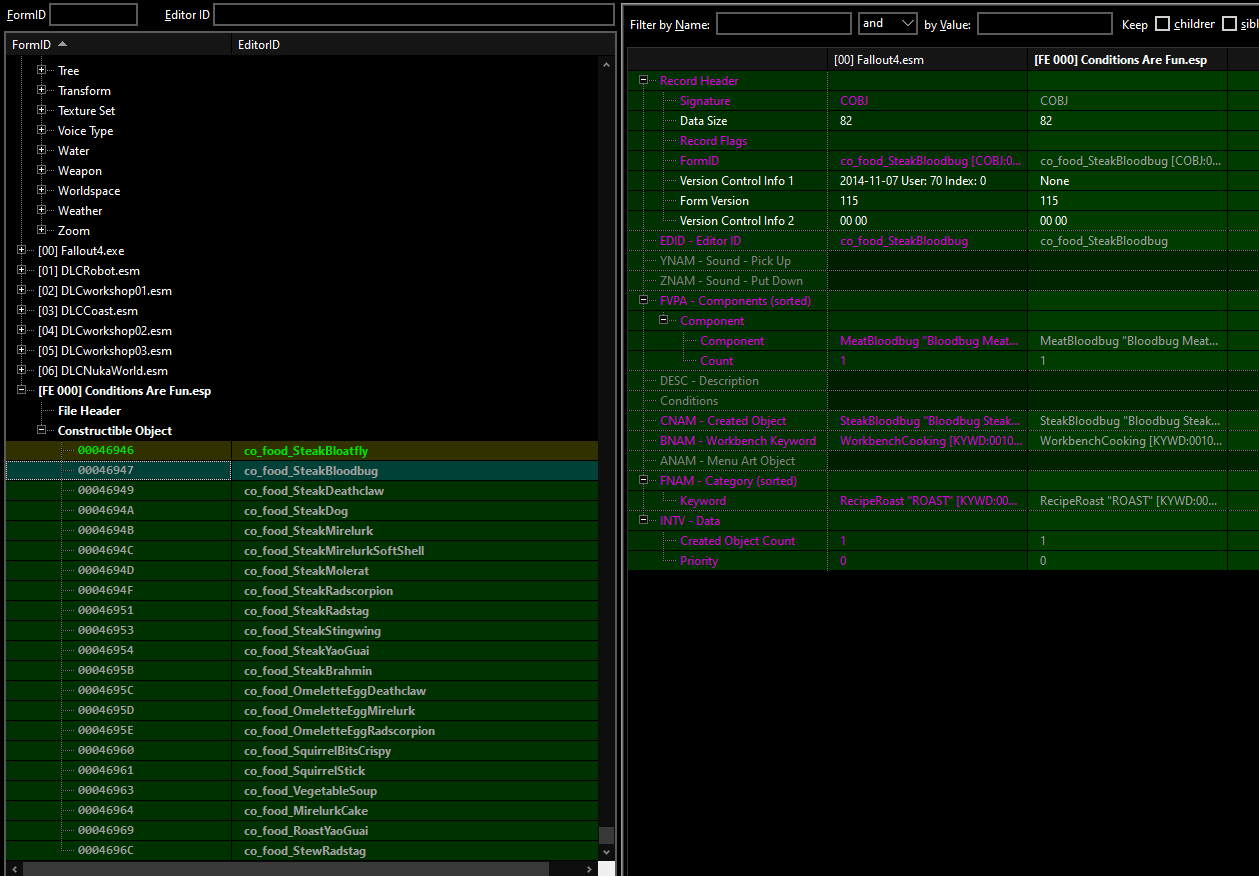 FormID
Editor ID
FormID EditorID
Tree
Transform
Texture Set
Voice Type
Water
Weapon
Worldspace
Weather
Zoom
[00] Fallout4.exe
[01] DLCRobot.esm
[02] DLCworkshop01.esm
[03] DLCCoast.esm
[04] DLCworkshop02.esm
[05] DLCworkshop03.esm
[06] DLCNukaWorld.esm
[FE 000] Conditions Are Fun.esp
File Header
Constructible Object
00046946 co_food_SteakBloatfly
00046947 co_food_SteakBloodbug
00046949 co_food_SteakDeathclaw
0004694A co_food_SteakDog
0004694B co_food_SteakMirelurk
0004694C co_food_SteakMirelurkSoftShell
0004694D co_food_SteakMolerat
0004694F co_food_SteakRadscorpion
00046951 co_food_SteakRadstag
00046953 co_food_SteakStingwing
00046954 co_food_SteakYaoGuai
0004695B co_food_SteakBrahmin
0004695C co_food_OmeletteEggDeathclaw
0004695D co_food_OmeletteEggMirelurk
0004695E co_food_OmeletteEggRadscorpion
00046960 co_food_SquirrelBitsCrispy
00046961 co_food_SquirrelStick
00046963 co_food_VegetableSoup
00046964 co_food_MirelurkCake
00046969 co_food_RoastYaoGuai
0004696C co_food_StewRadstag
Filter by Name: and by Value: Keep children sibl
[00] Fallout4.esm [FE 000] Conditions Are Fun.esp
Record Header
Signature COBJ COBJ
Data Size 82 82
Record Flags
FormID co_food_SteakBloodbug [COBJ:0... co_food_SteakBloodbug [COBJ:0...
Version Control Info 1 2014-11-07 User: 70 Index: 0 None
Form Version 115 115
Version Control Info 2 00 00 00 00
EDID - Editor ID co_food_SteakBloodbug co_food_SteakBloodbug
YNAM - Sound - Pick Up
ZNAM - Sound - Put Down
FVPA - Components (sorted)
Component
Component MeatBloodbug "Bloodbug Meat... MeatBloodbug "Bloodbug Meat...
Count 1 1
DESC - Description
Conditions
CNAM - Created Object SteakBloodbug "Bloodbug Steak... SteakBloodbug "Bloodbug Steak...
BNAM - Workbench Keyword WorkbenchCooking [KYWD:0010... WorkbenchCooking [KYWD:0010...
ANAM - Menu Art Object
FNAM - Category (sorted)
Keyword RecipeRoast "ROAST" [KYWD:00... RecipeRoast "ROAST" [KYWD:00...
INTV - Data
Created Object Count 1 1
Priority 0 0